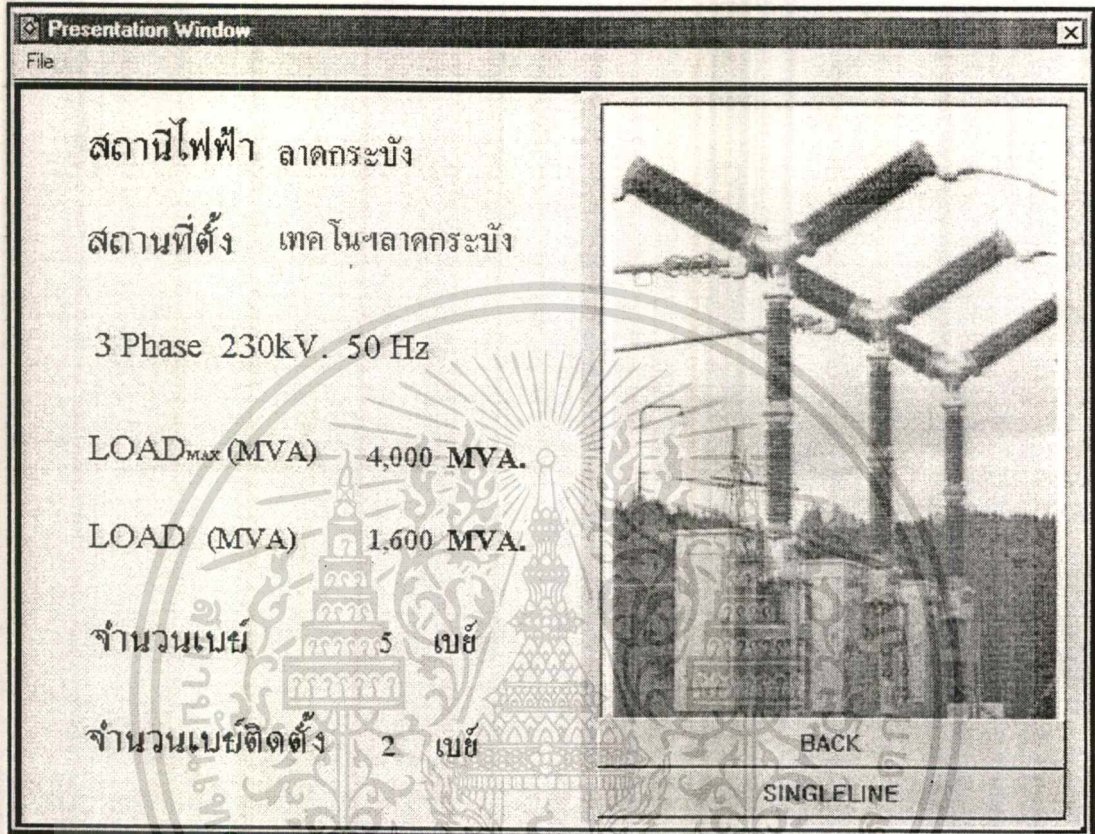 Presentation Window
File
สถานีไฟฟ้า ลาดกระบัง
สถานที่ตั้ง เทคโนฯลาดกระบัง
3 Phase 230kV. 50 Hz
LOADMAX (MVA) 4,000 MVA.
LOAD (MVA) 1,600 MVA.
จำนวนเบย์ 5 เบย์
จำนวนเบย์ติดตั้ง 2 เบย์
BACK
SINGLELINE